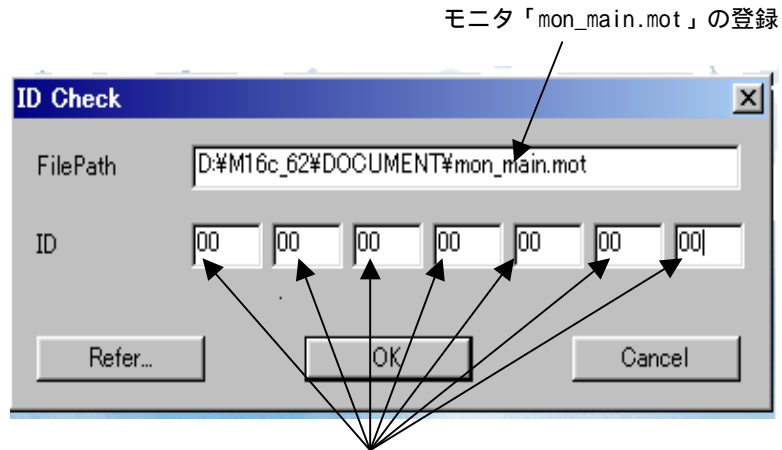 モニタ「mon_main.mot」の登録
ID Check
FilePath D:¥M16c_62¥DOCUMENT¥mon_main.mot
ID 00 00 00 00 00 00 00
Refer... OK Cancel